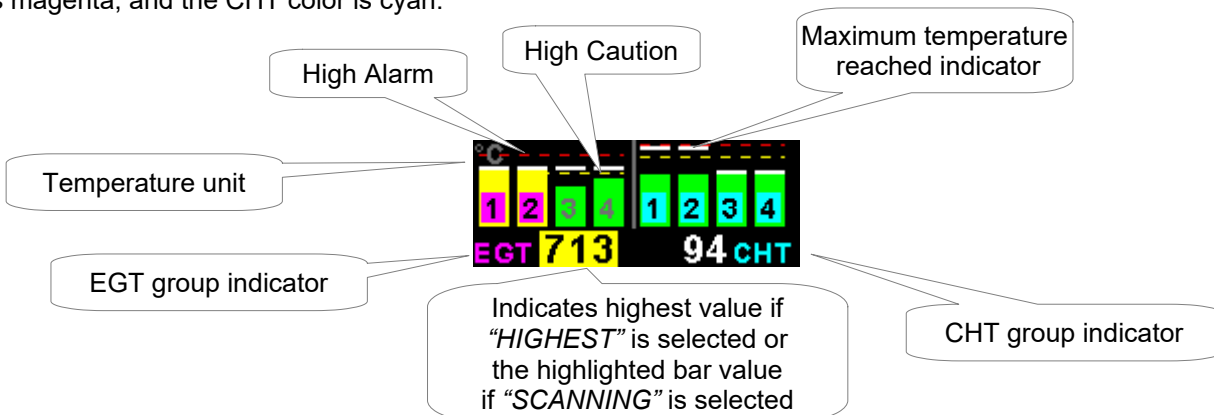 s magenta, and the CHT color is cyan.
High Alarm
High Caution
Maximum temperature
reached indicator
Temperature unit
°C
1 2 3 4 1 2 3 4
EGT 713 94 CHT
EGT group indicator
Indicates highest value if
“HIGHEST” is selected or
the highlighted bar value
if “SCANNING” is selected
CHT group indicator